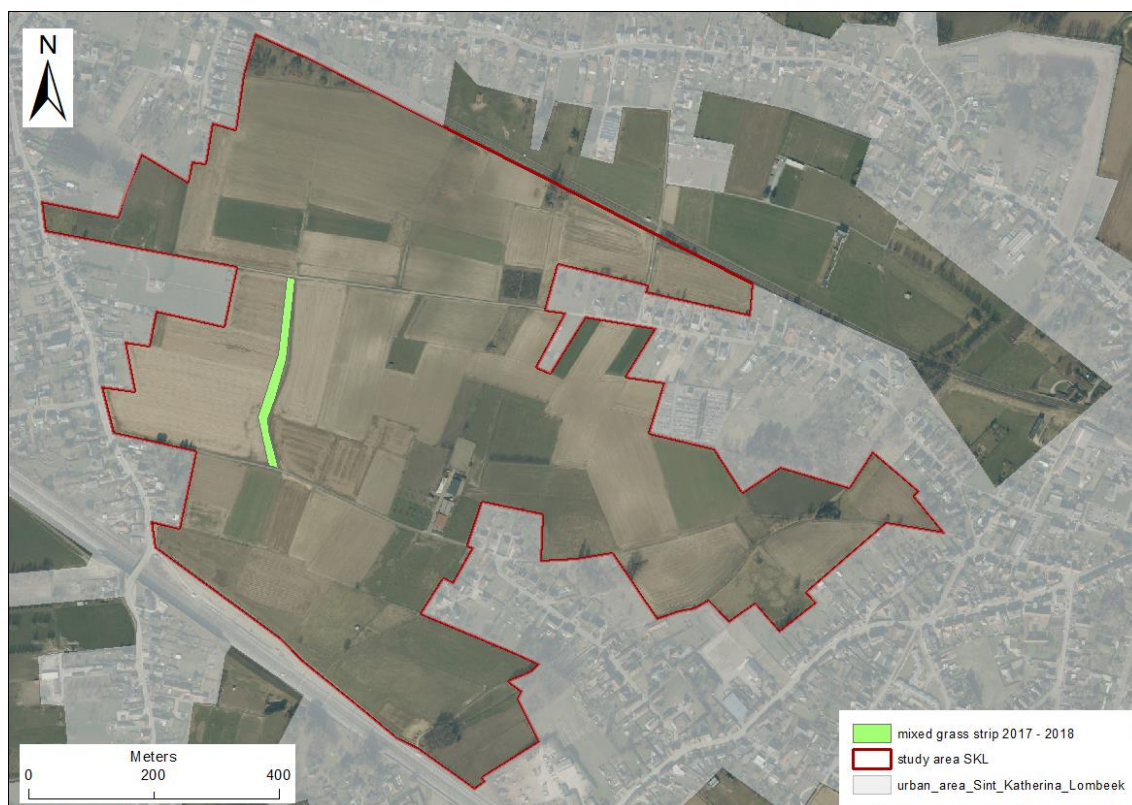 N
Meters
0 200 400
mixed grass strip 2017 - 2018
study area SKL
urban_area_Sint_Katherina_Lombeek